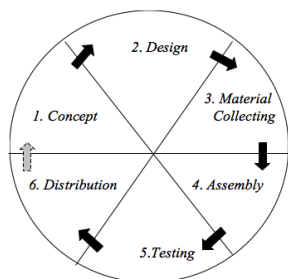 2. Design
3. Material
Collecting
1. Concept
6. Distribution
4. Assembly
5.Testing